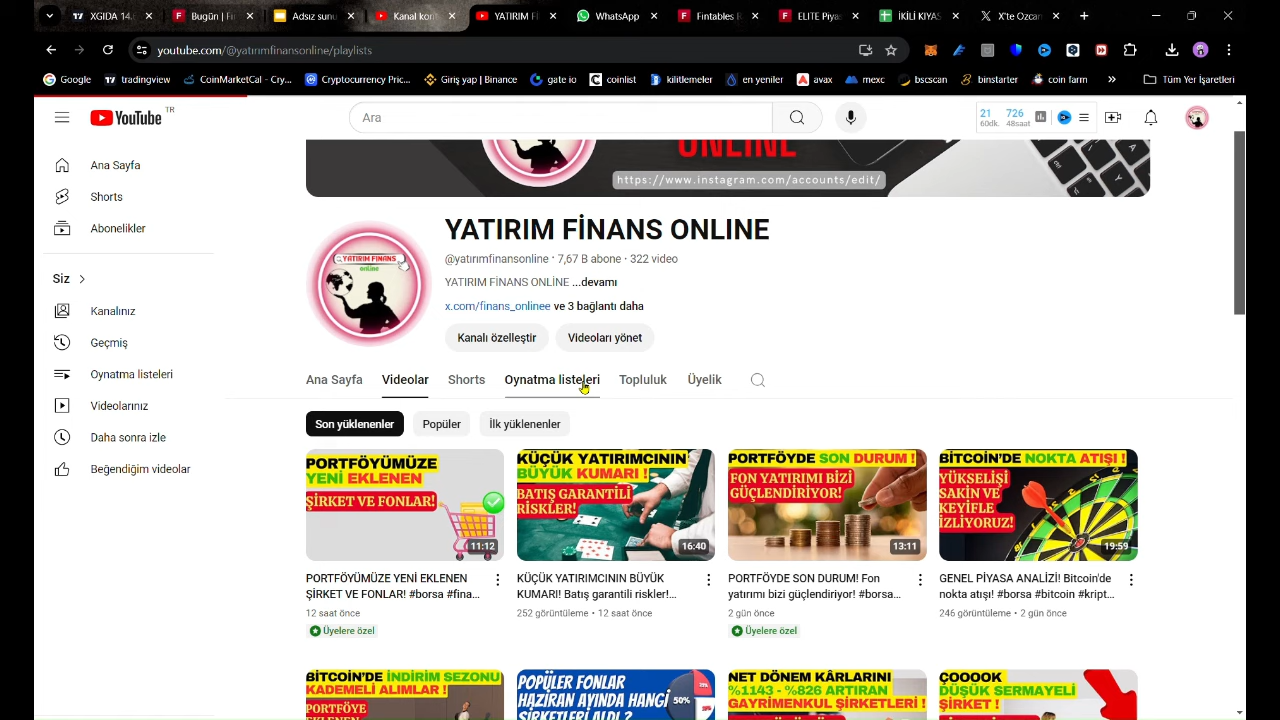 XGIDA 14.
Bugün | Fi
Adsız sunu
Kanal kon
YATIRIM F
WhatsApp
Fintables R
ELITE Piya
İKİLİ KIYAS
X'te Ozcan
youtube.com/@yatırımfinansonline/playlists
Google
tradingview
CoinMarketCal - Cry...
Cryptocurrency Pric...
Giriş yap | Binance
gate io
coinlist
kilitlemeler
en yeniler
avax
mexc
bscscan
binstarter
coin farm
Tüm Yer İşaretleri
YouTube TR
Ara
21 726
60dk. 48saat
Ana Sayfa
Shorts
Abonelikler
Siz
Kanalınız
Geçmiş
Oynatma listeleri
Videolarınız
Daha sonra izle
Beğendiğim videolar
ONLINE
https://www.instagram.com/accounts/edit/
YATIRIM FİNANS
online
YATIRIM FİNANS ONLINE
@yatırımfinansonline · 7,67 B abone · 322 video
YATIRIM FİNANS ONLİNE ...devamı
x.com/finans_onlinee ve 3 bağlantı daha
Kanalı özelleştir
Videoları yönet
Ana Sayfa
Videolar
Shorts
Oynatma listeleri
Topluluk
Üyelik
Son yüklenenler
Popüler
İlk yüklenenler
PORTFÖYÜMÜZE
YENİ EKLENEN
ŞİRKET VE FONLAR!
11:12
PORTFÖYÜMÜZE YENİ EKLENEN
ŞİRKET VE FONLAR! #borsa #fina...
12 saat önce
Üyelere özel
KÜÇÜK YATIRIMCININ
BÜYÜK KUMARI !
BATIŞ GARANTİLİ
RİSKLER!
16:40
KÜÇÜK YATIRIMCININ BÜYÜK
KUMARI! Batış garantili riskler!...
252 görüntüleme · 12 saat önce
PORTFÖYDE SON DURUM !
FON YATIRIMI BİZİ
GÜÇLENDİRİYOR!
13:11
PORTFÖYDE SON DURUM! Fon
yatırımı bizi güçlendiriyor! #borsa...
2 gün önce
Üyelere özel
BİTCOİN'DE NOKTA ATIŞI !
YÜKSELİŞİ
SAKİN VE
KEYİFLE
İZLİYORUZ!
19:59
GENEL PİYASA ANALİZİ! Bitcoin'de
nokta atışı! #borsa #bitcoin #kript...
246 görüntüleme · 2 gün önce
BİTCOİN'DE İNDİRİM SEZONU
KADEMELİ ALIMLAR !
PORTFÖYE
POPÜLER FONLAR
HAZİRAN AYINDA HANGİ
ŞİRKETLERİ ALDI ?
50%
NET DÖNEM KÂRLARINI
%1143 - %826 ARTIRAN
GAYRİMENKUL ŞİRKETLERİ !
ÇOOOOK
DÜŞÜK SERMAYELİ
ŞİRKET !